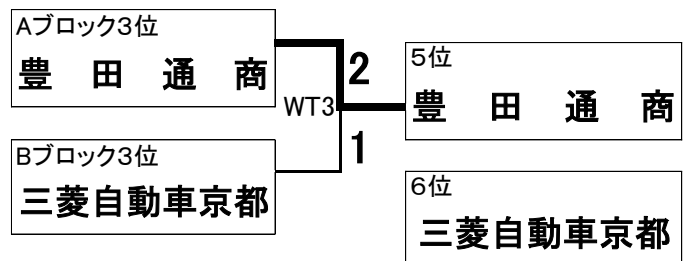 Aブロック3位
豊田通商
2
5位
豊田通商
WT3
1
Bブロック3位
三菱自動車京都
6位
三菱自動車京都